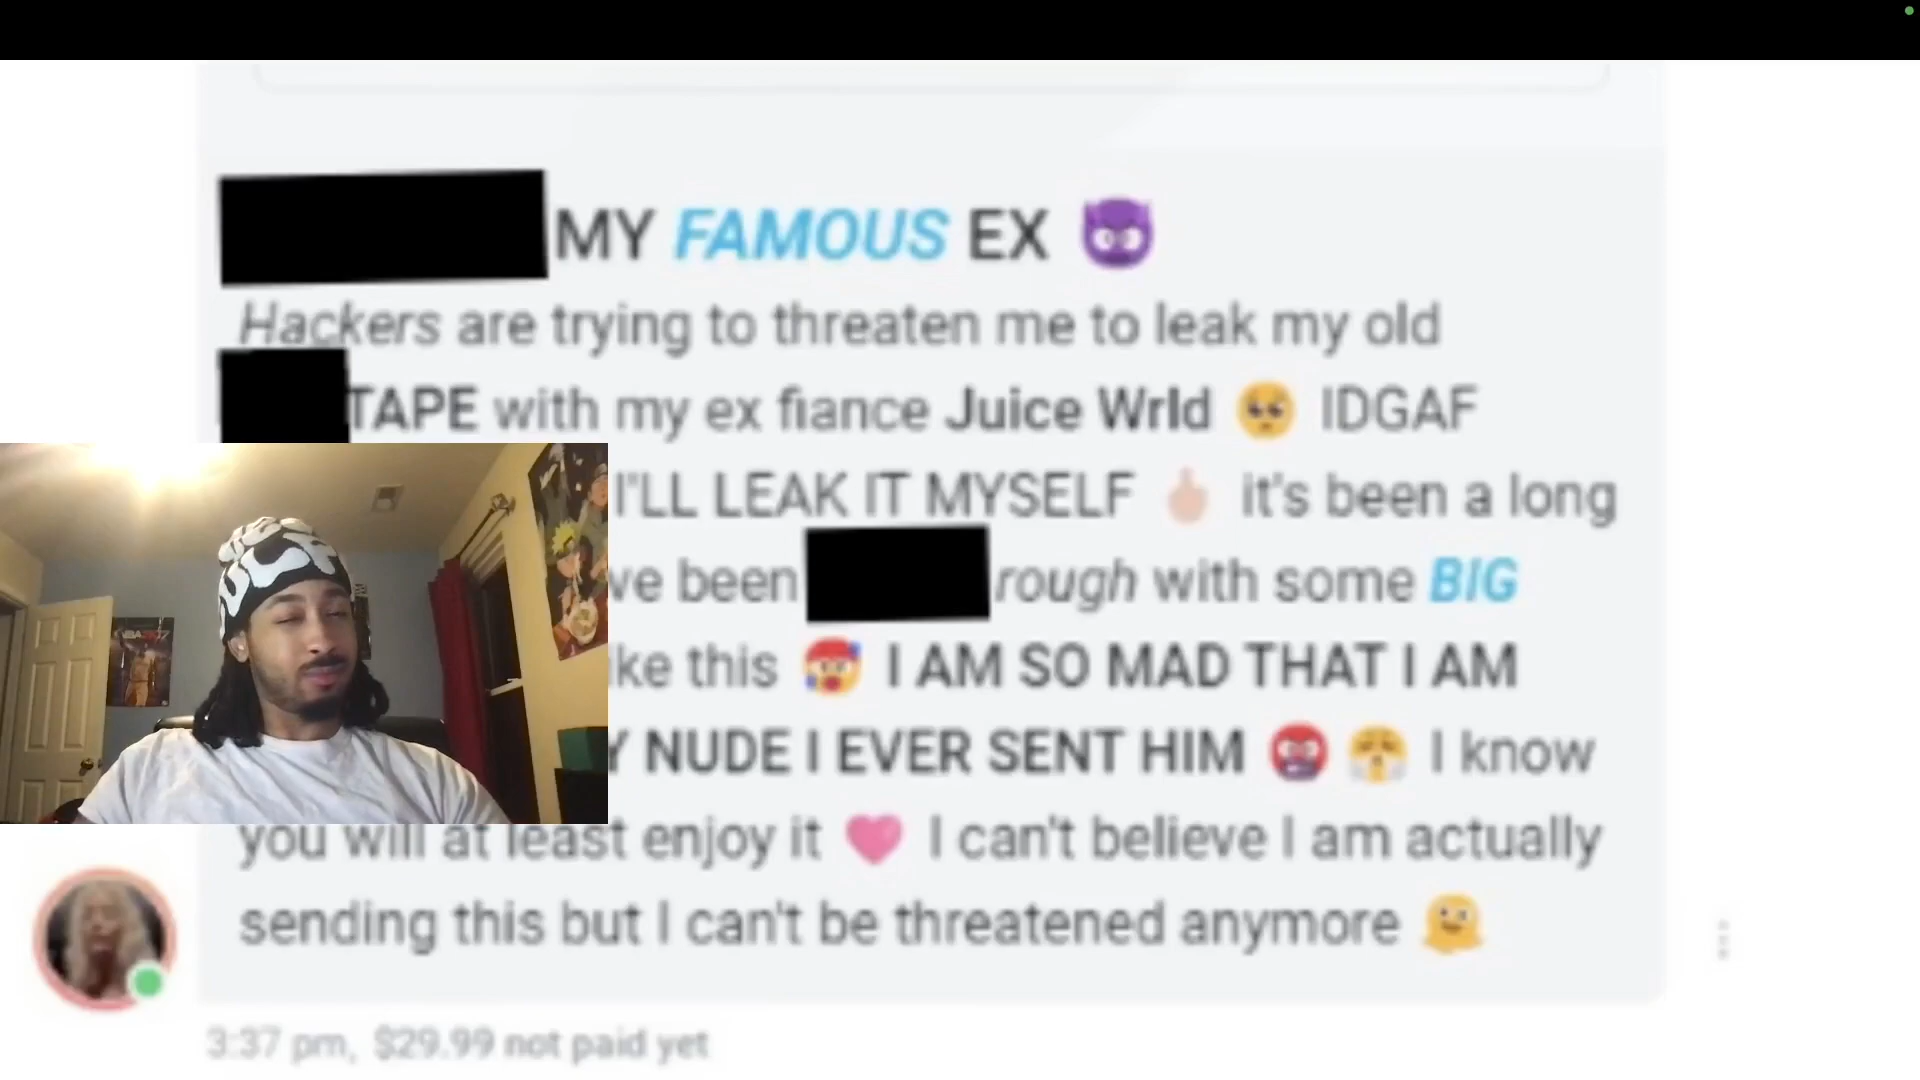 MY FAMOUS EX 😈
Hackers are trying to threaten me to leak my old
TAPE with my ex fiance Juice Wrld 🥺 IDGAF
I'LL LEAK IT MYSELF 🖕 it's been a long
ve been rough with some BIG
ke this 🥵 I AM SO MAD THAT I AM
Y NUDE I EVER SENT HIM 🤬 😤 I know
you will at least enjoy it 🩷 I can't believe I am actually
sending this but I can't be threatened anymore 🫠
3:37 pm, $29.99 not paid yet